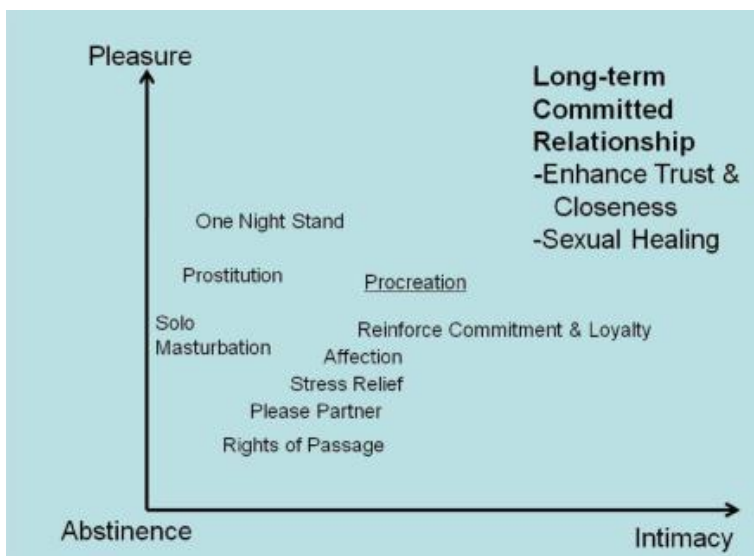 Pleasure
Long-term
Committed
Relationship
-Enhance Trust &
Closeness
-Sexual Healing
One Night Stand
Prostitution
Procreation
Solo
Masturbation
Reinforce Commitment & Loyalty
Affection
Stress Relief
Please Partner
Rights of Passage
Abstinence
Intimacy